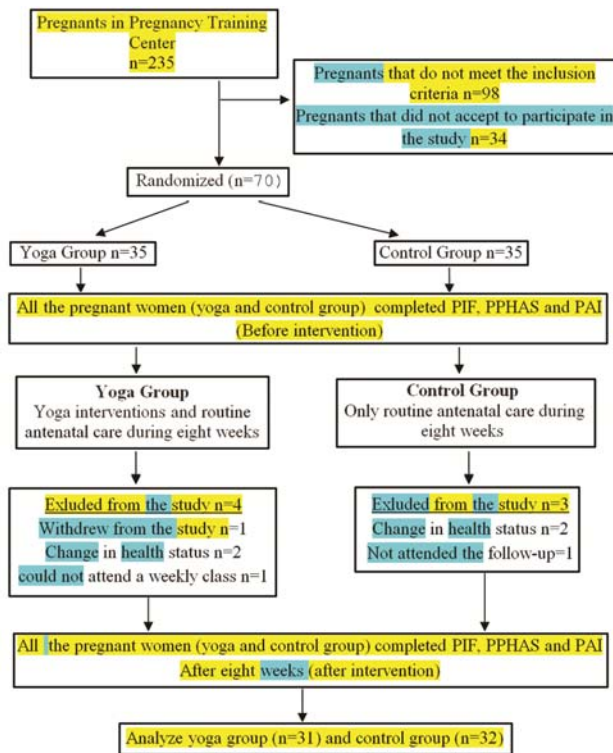 Pregnants in Pregnancy Training
Center
n=235
Pregnants that do not meet the inclusion
criteria n=98
Pregnants that did not accept to participate in
the study n=34
Randomized (n=70)
Yoga Group n=35
Control Group n=35
All the pregnant women (yoga and control group) completed PIF, PPHAS and PAI
(Before intervention)
Yoga Group
Yoga interventions and routine
antenatal care during eight weeks
Control Group
Only routine antenatal care during
eight weeks
Exluded from the study n=4
Withdrew from the study n=1
Change in health status n=2
could not attend a weekly class n=1
Exluded from the study n=3
Change in health status n=2
Not attended the follow-up=1
All the pregnant women (yoga and control group) completed PIF, PPHAS and PAI
After eight weeks (after intervention)
Analyze yoga group (n=31) and control group (n=32)